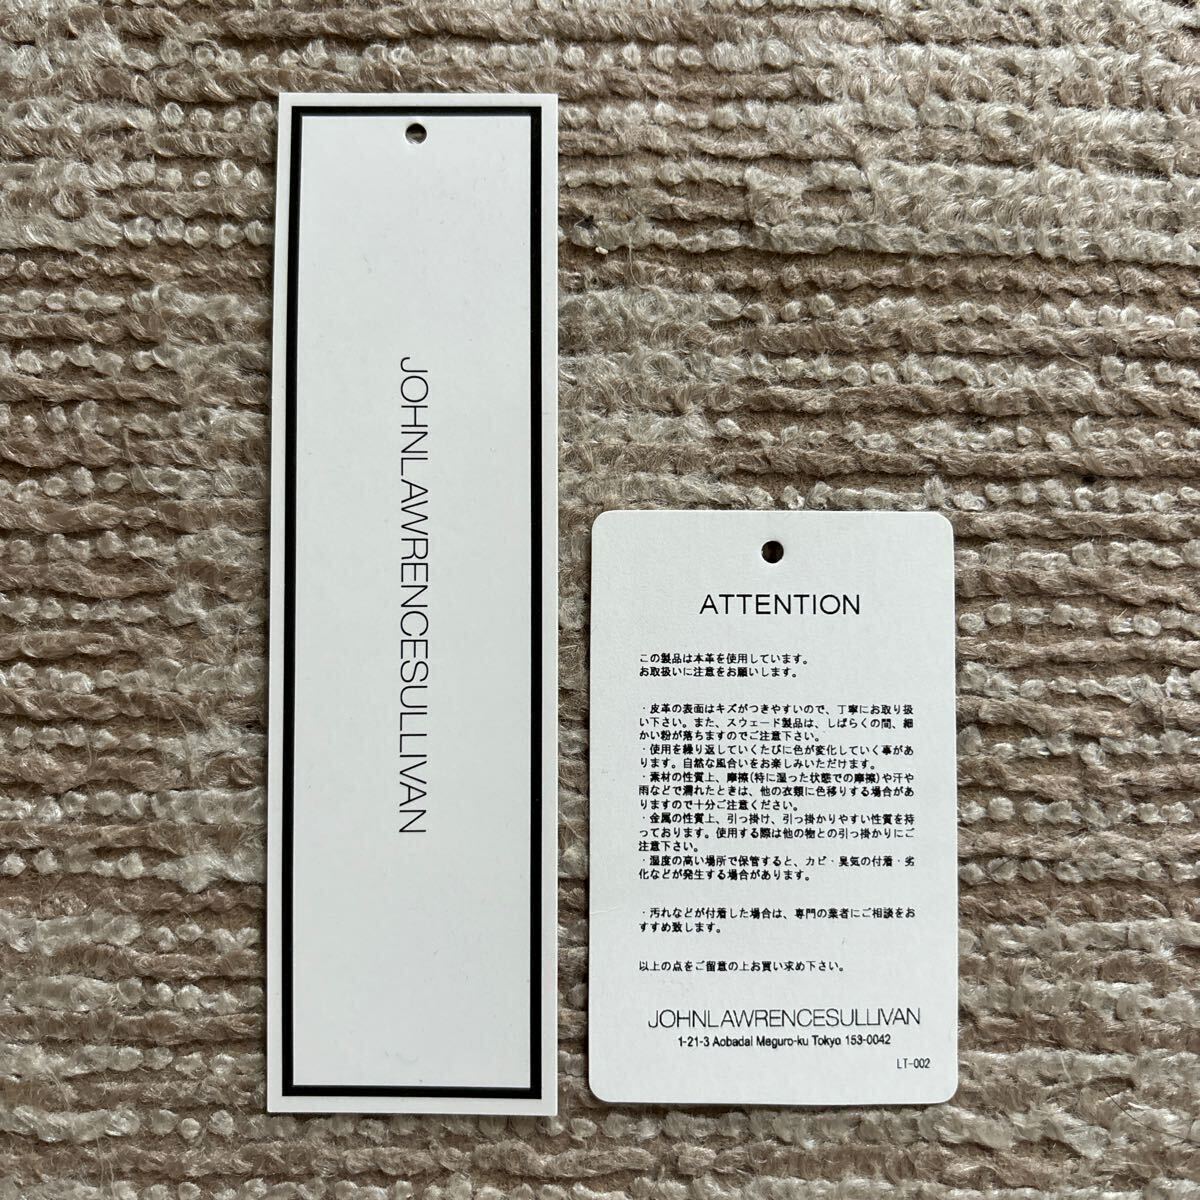 JOHNLAWRENCESULLIVAN
ATTENTION
この製品は本革を使用しています。
お取扱いに注意をお願いします。
・皮革の表面はキズがつきやすいので、丁寧にお取り扱
い下さい。また、スウェード製品は、しばらくの間、細
かい粉が落ちますのでご注意下さい。
・使用を繰り返していくたびに色が変化していく事があ
ります。自然な風合いをお楽しみいただけます。
・素材の性質上、摩擦(特に湿った状態での摩擦)や汗や
雨などで濡れたときは、他の衣類に色移りする場合があ
りますので十分ご注意ください。
・金属の性質上、引っ掛け、引っ掛かりやすい性質を持
っております。使用する際は他の物との引っ掛かりにご
注意下さい。
・湿度の高い場所で保管すると、カビ・臭気の付着・劣
化などが発生する場合があります。
・汚れなどが付着した場合は、専門の業者にご相談をお
すすめ致します。
以上の点をご留意の上お買い求め下さい。
JOHNLAWRENCESULLIVAN
1-21-3 Aobadai Meguro-ku Tokyo 153-0042
LT-002